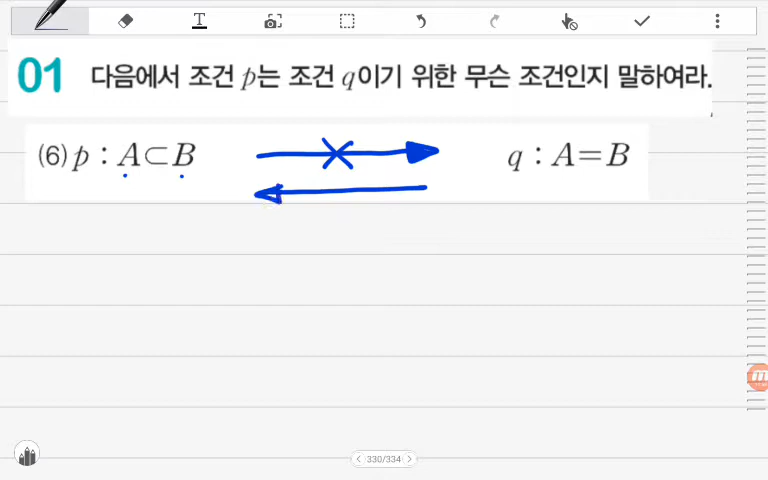 T
01 다음에서 조건 p는 조건 q이기 위한 무슨 조건인지 말하여라.
(6) p : A⊂B q : A=B
330/334